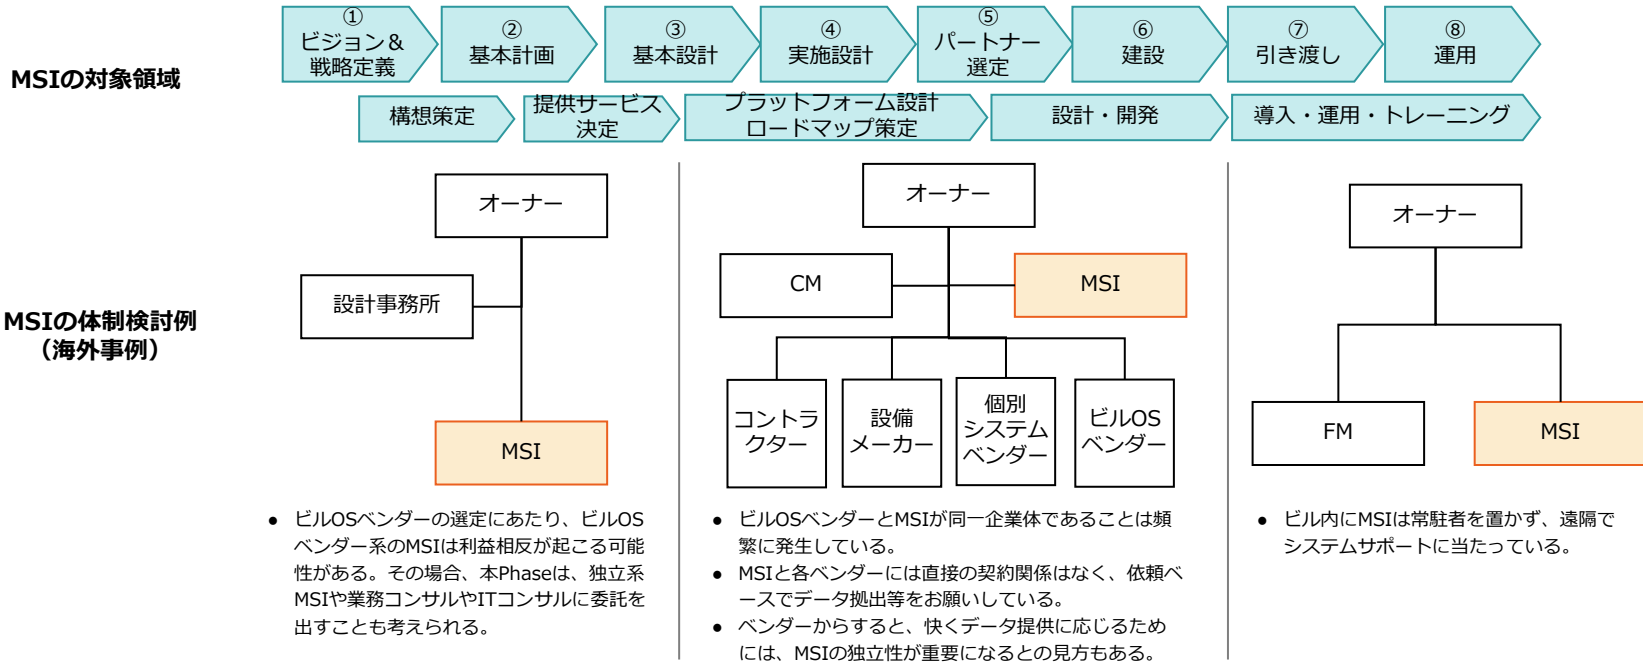 MSIの対象領域
①
ビジョン＆
戦略定義
②
基本計画
③
基本設計
④
実施設計
⑤
パートナー
選定
⑥
建設
⑦
引き渡し
⑧
運用
構想策定
提供サービス
決定
プラットフォーム設計
ロードマップ策定
設計・開発
導入・運用・トレーニング
MSIの体制検討例
（海外事例）
オーナー
設計事務所
MSI
● ビルOSベンダーの選定にあたり、ビルOS
ベンダー系のMSIは利益相反が起こる可能
性がある。その場合、本Phaseは、独立系
MSIや業務コンサルやITコンサルに委託を
出すことも考えられる。
オーナー
CM
MSI
コントラ
クター
設備
メーカー
個別
システム
ベンダー
ビルOS
ベンダー
● ビルOSベンダーとMSIが同一企業体であることは頻
繁に発生している。
● MSIと各ベンダーには直接の契約関係はなく、依頼ベ
ースでデータ拠出等をお願いしている。
● ベンダーからすると、快くデータ提供に応じるため
には、MSIの独立性が重要になるとの見方もある。
オーナー
FM
MSI
● ビル内にMSIは常駐者を置かず、遠隔で
システムサポートに当たっている。